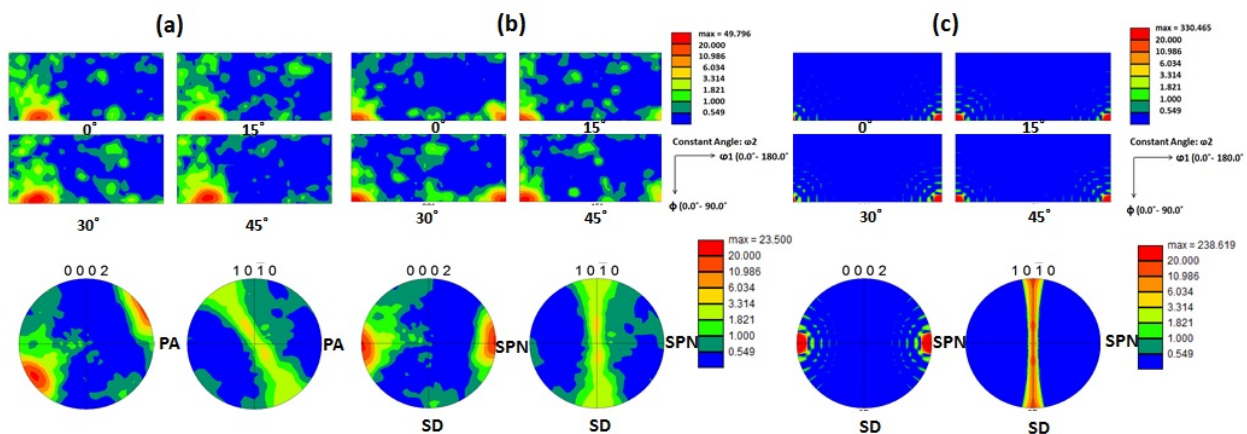 (a)
(b)
(c)
max = 49.796
20.000
10.986
6.034
3.314
1.821
1.000
0.549
max = 330.465
20.000
10.986
6.034
3.314
1.821
1.000
0.549
0˚
15˚
0˚
15˚
0˚
15˚
Constant Angle: φ2
φ1 (0.0˚- 180.0˚
ϕ (0.0˚- 90.0˚
Constant Angle: φ2
φ1 (0.0˚- 180.0˚
ϕ (0.0˚- 90.0˚
30˚
45˚
30˚
45˚
30˚
45˚
max = 23.500
20.000
10.986
6.034
3.314
1.821
1.000
0.549
max = 238.619
20.000
10.986
6.034
3.314
1.821
1.000
0.549
0 0 0 2
1 0 1̅ 0
0 0 0 2
1 0 1̅ 0
0 0 0 2
1 0 1̅ 0
PA
PA
SPN
SPN
SPN
SPN
SD
SD
SD
SD